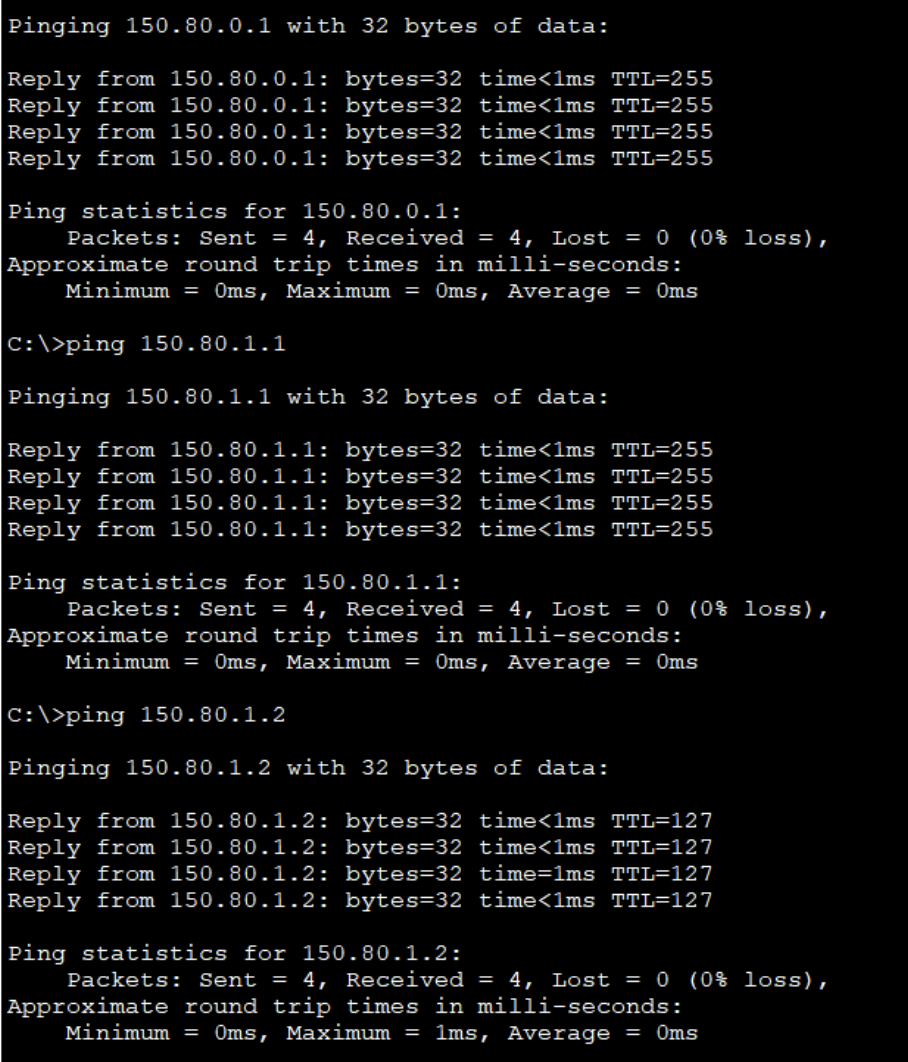 Pinging 150.80.0.1 with 32 bytes of data:
Reply from 150.80.0.1: bytes=32 time<1ms TTL=255
Reply from 150.80.0.1: bytes=32 time<1ms TTL=255
Reply from 150.80.0.1: bytes=32 time<1ms TTL=255
Reply from 150.80.0.1: bytes=32 time<1ms TTL=255
Ping statistics for 150.80.0.1:
    Packets: Sent = 4, Received = 4, Lost = 0 (0% loss),
Approximate round trip times in milli-seconds:
    Minimum = 0ms, Maximum = 0ms, Average = 0ms
C:\>ping 150.80.1.1
Pinging 150.80.1.1 with 32 bytes of data:
Reply from 150.80.1.1: bytes=32 time<1ms TTL=255
Reply from 150.80.1.1: bytes=32 time<1ms TTL=255
Reply from 150.80.1.1: bytes=32 time<1ms TTL=255
Reply from 150.80.1.1: bytes=32 time<1ms TTL=255
Ping statistics for 150.80.1.1:
    Packets: Sent = 4, Received = 4, Lost = 0 (0% loss),
Approximate round trip times in milli-seconds:
    Minimum = 0ms, Maximum = 0ms, Average = 0ms
C:\>ping 150.80.1.2
Pinging 150.80.1.2 with 32 bytes of data:
Reply from 150.80.1.2: bytes=32 time<1ms TTL=127
Reply from 150.80.1.2: bytes=32 time<1ms TTL=127
Reply from 150.80.1.2: bytes=32 time=1ms TTL=127
Reply from 150.80.1.2: bytes=32 time<1ms TTL=127
Ping statistics for 150.80.1.2:
    Packets: Sent = 4, Received = 4, Lost = 0 (0% loss),
Approximate round trip times in milli-seconds:
    Minimum = 0ms, Maximum = 1ms, Average = 0ms